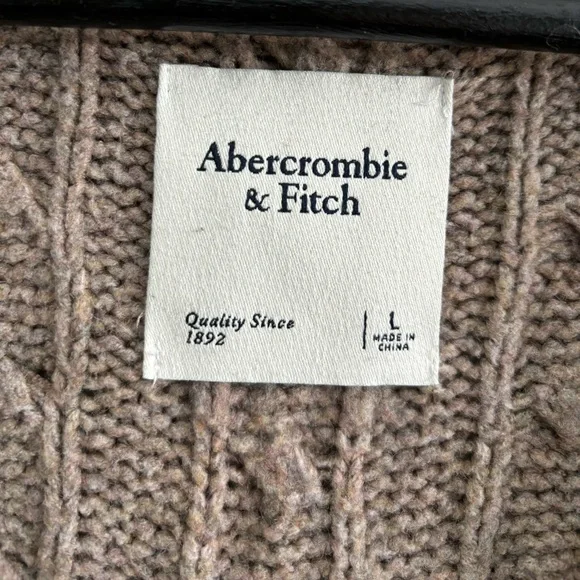 Abercrombie
& Fitch
Quality Since
1892
L
MADE IN
CHINA